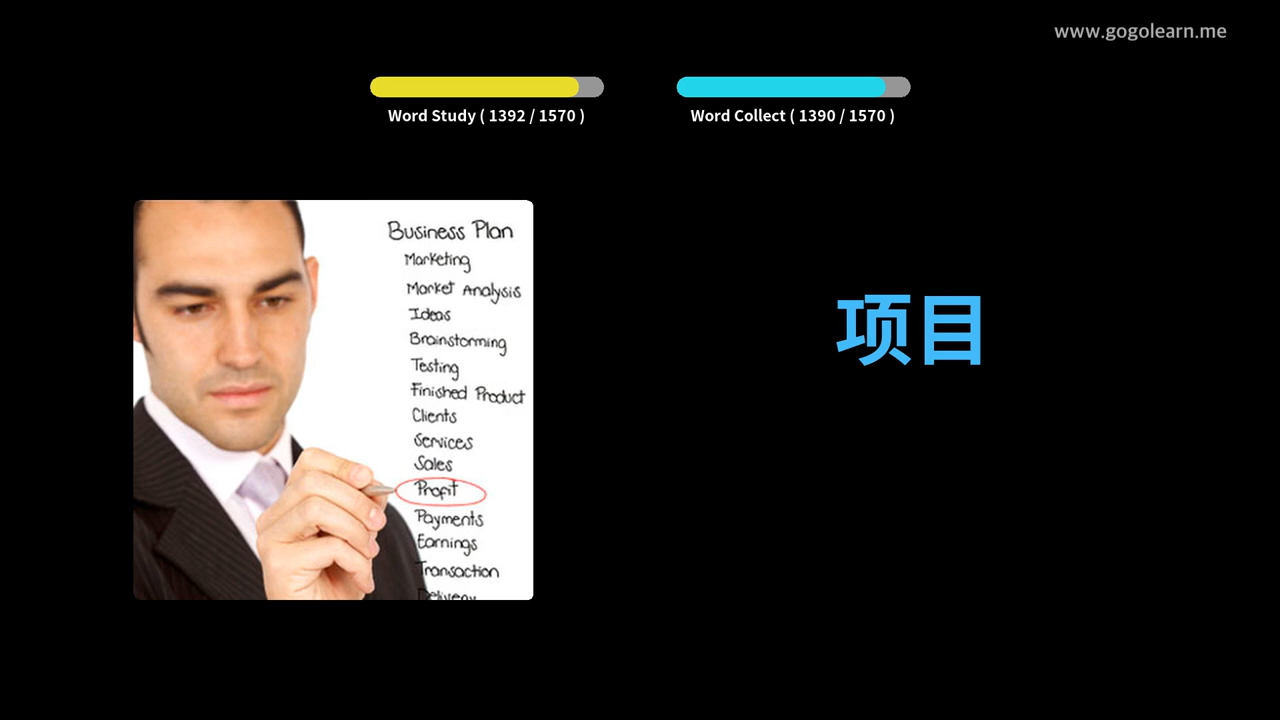 www.gogolearn.me
Word Study ( 1392 / 1570 )
Word Collect ( 1390 / 1570 )
Business Plan
Marketing
Market Analysis
Ideas
Brainstorming
Testing
Finished Product
Clients
Services
Sales
Profit
Payments
Earnings
Transaction
Delivery
项目